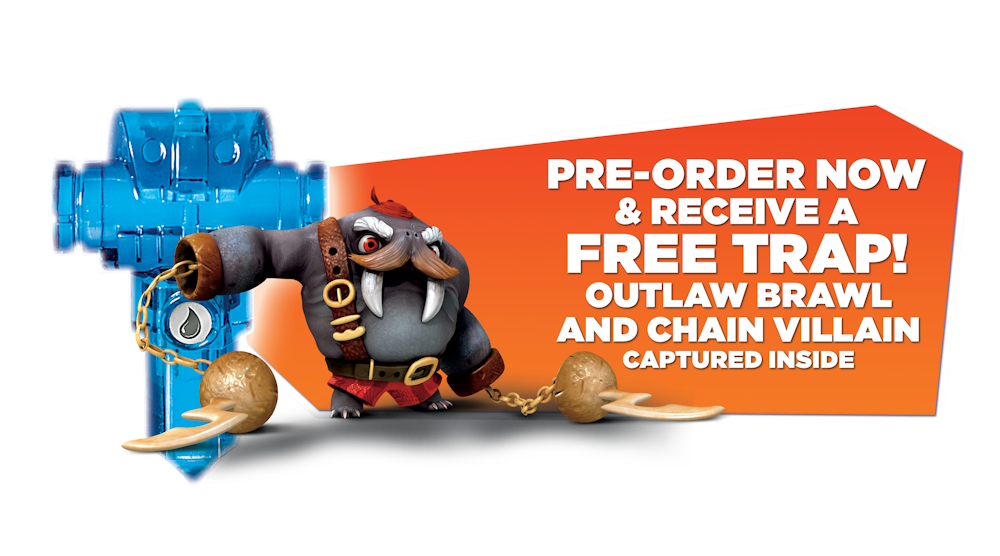 PRE-ORDER NOW
& RECEIVE A
FREE TRAP!
OUTLAW BRAWL
AND CHAIN VILLAIN
CAPTURED INSIDE